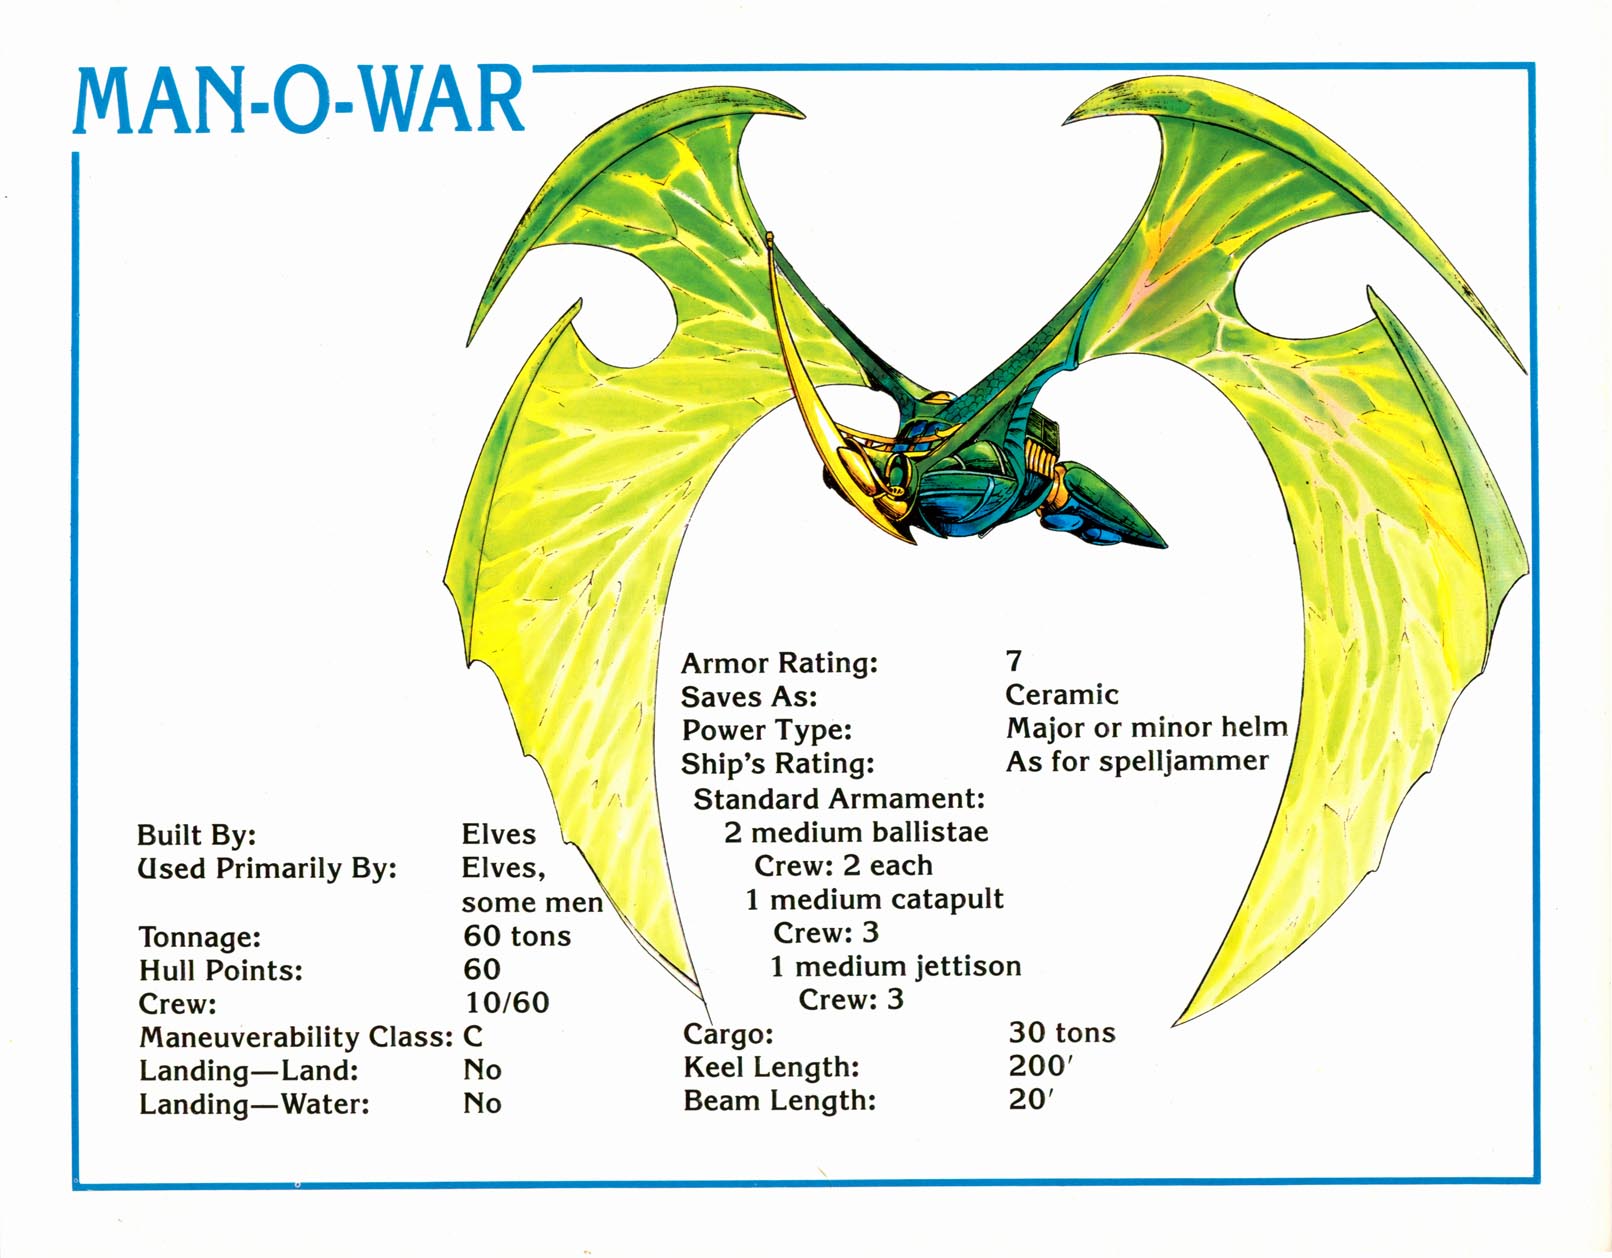 MAN-O-WAR
Built By: Elves
Used Primarily By: Elves,
some men
Tonnage: 60 tons
Hull Points: 60
Crew: 10/60
Maneuverability Class: C
Landing—Land: No
Landing—Water: No
Armor Rating: 7
Saves As: Ceramic
Power Type: Major or minor helm
Ship's Rating: As for spelljammer
Standard Armament:
2 medium ballistae
Crew: 2 each
1 medium catapult
Crew: 3
1 medium jettison
Crew: 3
Cargo: 30 tons
Keel Length: 200′
Beam Length: 20′